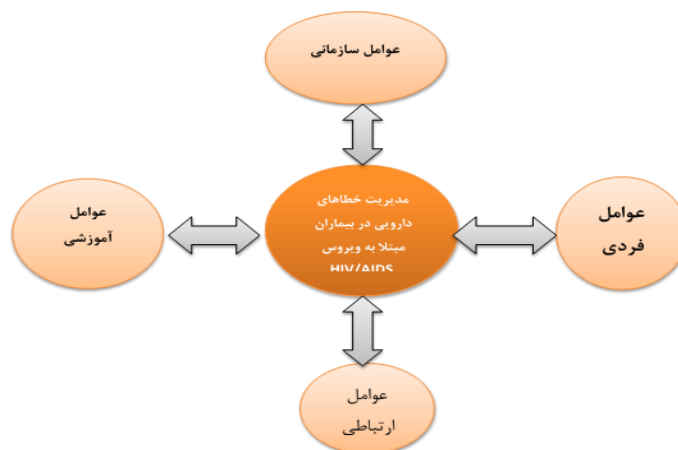 عوامل سازمانی
عوامل
فردی
مدیریت خطاهای
دارویی در بیماران
مبتلا به ویروس
HIV/AIDS
عوامل
آموزشی
عوامل
ارتباطی